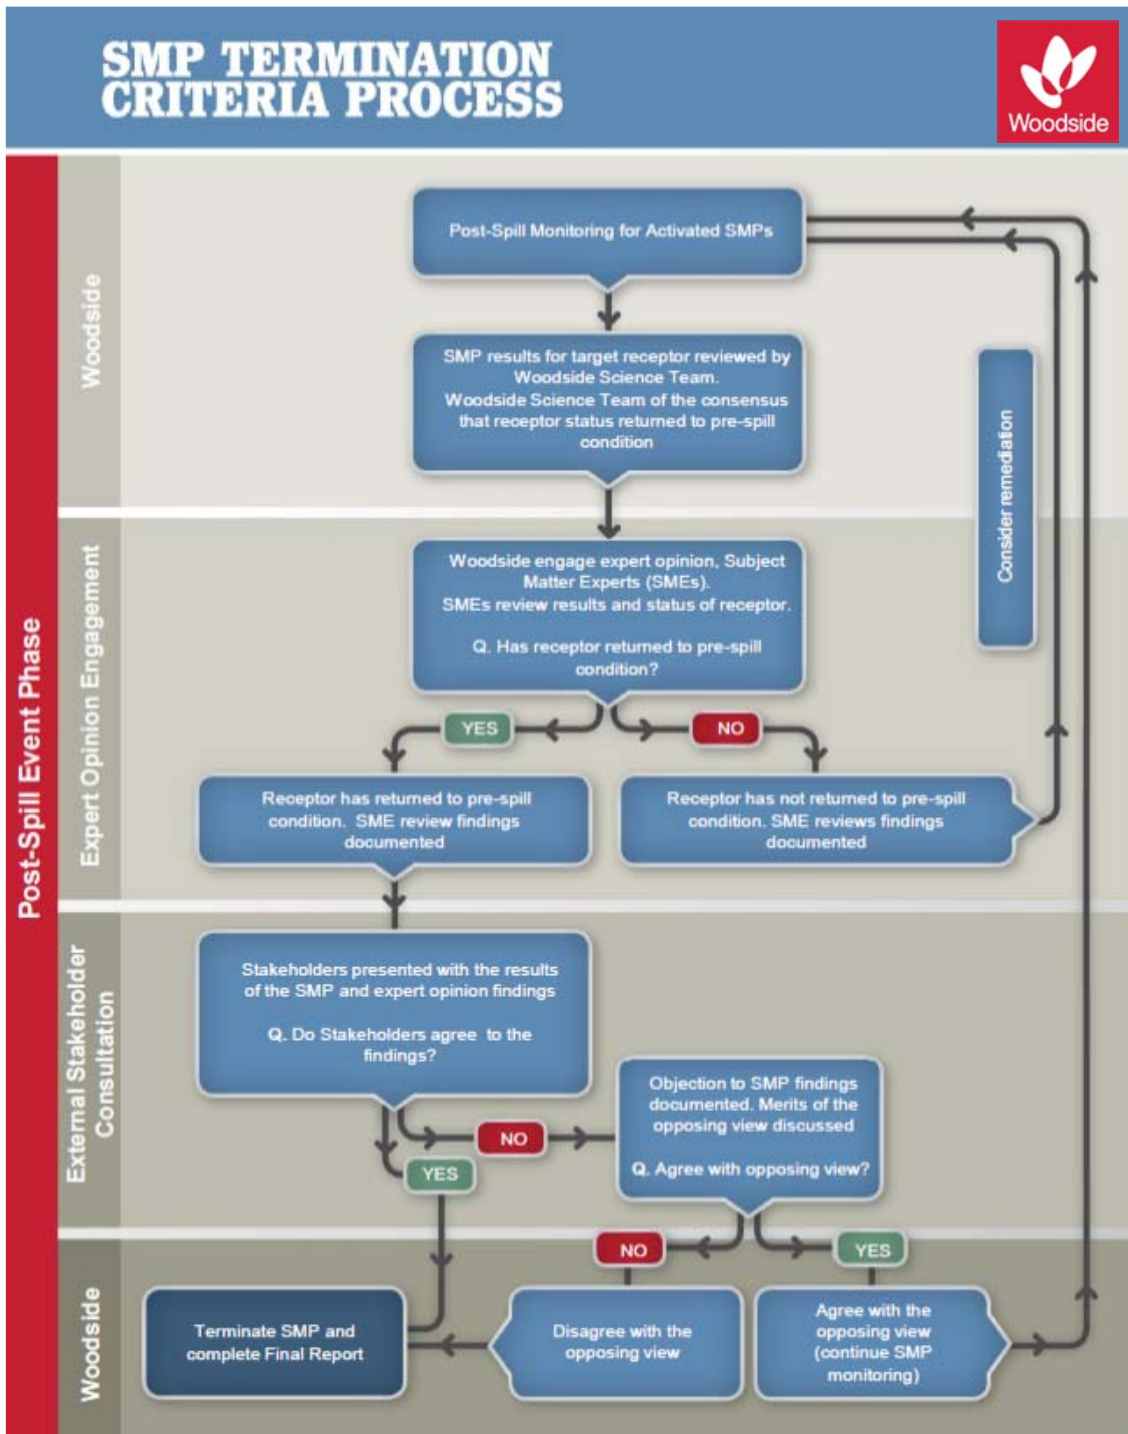 SMP TERMINATION
CRITERIA PROCESS
Woodside
Post-Spill Event Phase
Woodside
Post-Spill Monitoring for Activated SMPs
SMP results for target receptor reviewed by
Woodside Science Team.
Woodside Science Team of the consensus
that receptor status returned to pre-spill
condition
Consider remediation
Expert Opinion Engagement
Woodside engage expert opinion, Subject
Matter Experts (SMEs).
SMEs review results and status of receptor.
Q. Has receptor returned to pre-spill
condition?
YES
NO
Receptor has returned to pre-spill
condition. SME review findings
documented
Receptor has not returned to pre-spill
condition. SME reviews findings
documented
External Stakeholder
Consultation
Stakeholders presented with the results
of the SMP and expert opinion findings
Q. Do Stakeholders agree to the
findings?
NO
YES
Objection to SMP findings
documented. Merits of the
opposing view discussed
Q. Agree with opposing view?
NO
YES
Woodside
Terminate SMP and
complete Final Report
Disagree with the
opposing view
Agree with the
opposing view
(continue SMP
monitoring)